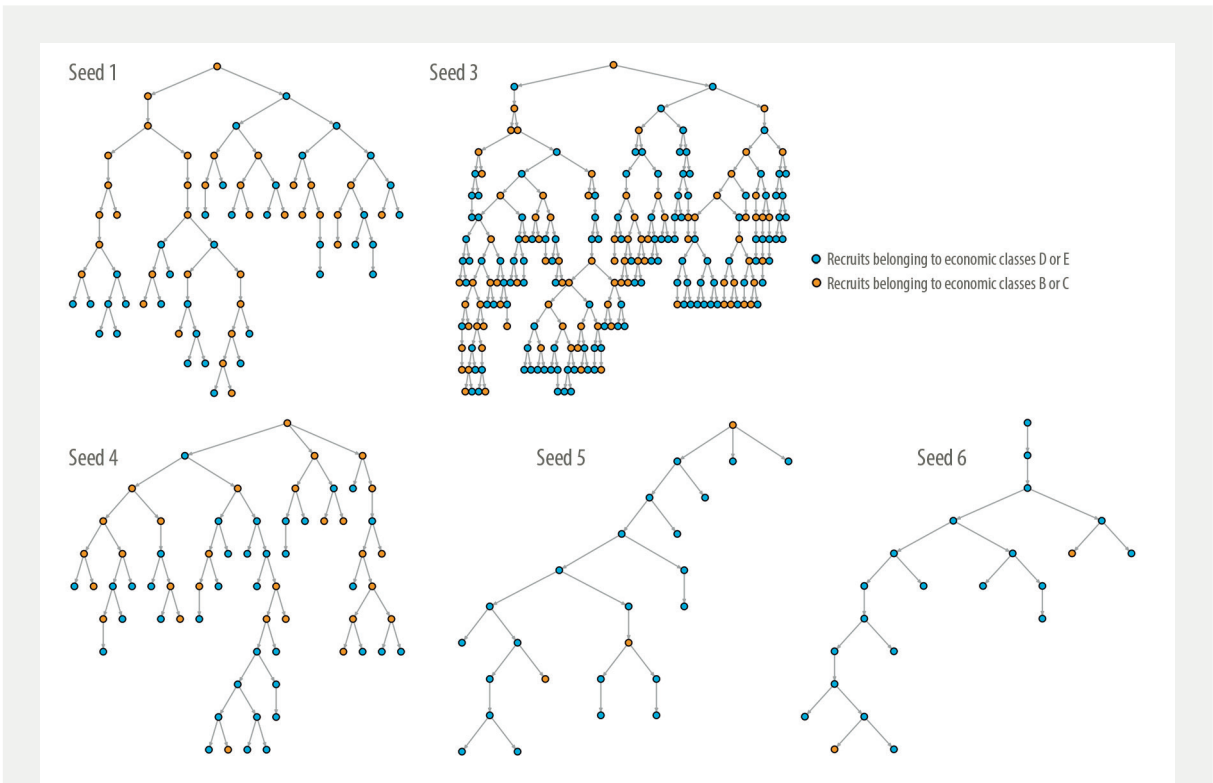 Seed 1
Seed 3
Recruits belonging to economic classes D or E
Recruits belonging to economic classes B or C
Seed 4
Seed 5
Seed 6